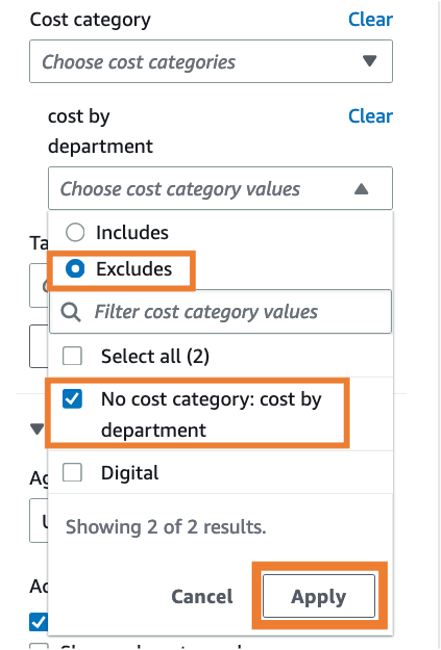 Cost category Clear
Choose cost categories
cost by Clear
department
Choose cost category values
Includes
Ta
Excludes
Filter cost category values
Select all (2)
No cost category: cost by
department
Digital
Ag
Showing 2 of 2 results.
Ad
Cancel Apply